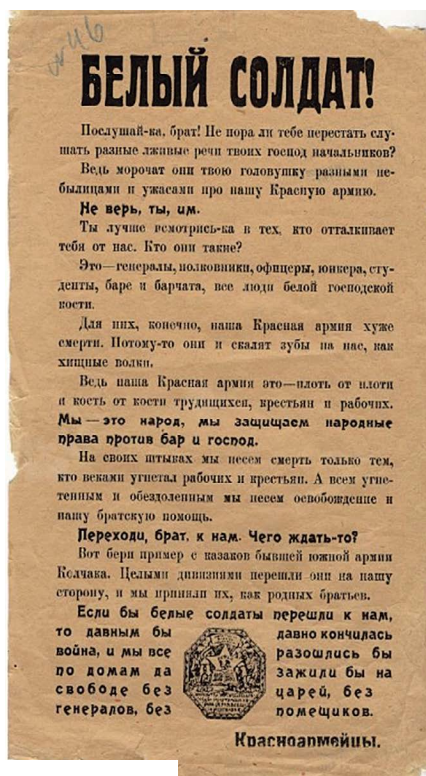 № 46
БЕЛЫЙ СОЛДАТ!
Послушай-ка, брат! Не пора ли тебе перестать слу-
шать разные лживые речи твоих господ начальников?
Ведь морочат они твою головушку разными не-
былицами и ужасами про нашу Красную армию.
Не верь, ты, им.
Ты лучше всмотрись-ка в тех, кто отталкивает
тебя от нас. Кто они такие?
Это—генералы, полковники, офицеры, юнкера, сту-
денты, баре и барчата, все люди белой господской
кости.
Для них, конечно, наша Красная армия хуже
смерти. Потому-то они и скалят зубы на нас, как
хищные волки.
Ведь наша Красная армия это—плоть от плоти
и кость от кости трудящихся, крестьян и рабочих.
Мы — это народ, мы защищаем народные
права против бар и господ.
На своих штыках мы несем смерть только тем,
кто веками угнетал рабочих и крестьян. А всем угне-
тенным и обездоленным мы несем освобождение и
нашу братскую помощь.
Переходи, брат, к нам. Чего ждать-то?
Вот бери пример с казаков бывшей южной армии
Колчака. Целыми дивизиями перешли они на нашу
сторону, и мы приняли их, как родных братьев.
Если бы белые солдаты перешли к нам,
то давным бы давно кончилась
война, и мы все разошлись бы
по домам да зажили бы на
свободе без царей, без
генералов, без помещиков.
Красноармейцы.